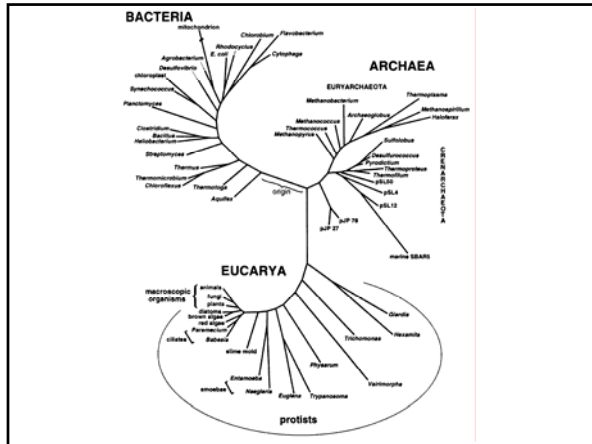 BACTERIA
mitochondrion
Chlorobium
Flavobacterium
Rhodocyclus
E. coli
Cytophaga
Agrobacterium
Desulfovibrio
chloroplast
Synechococcus
Planctomyces
Clostridium
Bacillus
Heliobacterium
Streptomyces
Thermus
Thermomicrobium
Chloroflexus
Thermotoga
Aquifex
origin
ARCHAEA
EURYARCHAEOTA
Thermoplasma
Methanobacterium
Methanospirillum
Archaeoglobus
Haloferax
Methanococcus
Thermococcus
Methanopyrus
Sulfolobus
Desulfurococcus
Pyrodictium
Thermoproteus
Thermofilum
pSL50
pSL4
pSL12
CRENARCHAEOTA
pJP 78
pJP 27
marine SBAR5
EUCARYA
macroscopic
organisms
animals
fungi
plants
diatoms
brown algae
red algae
ciliates
Paramecium
Babesia
slime mold
amoebae
Entamoeba
Naegleria
Euglena
Trypanosoma
Physarum
Vairimorpha
Trichomonas
Hexamita
Giardia
protists